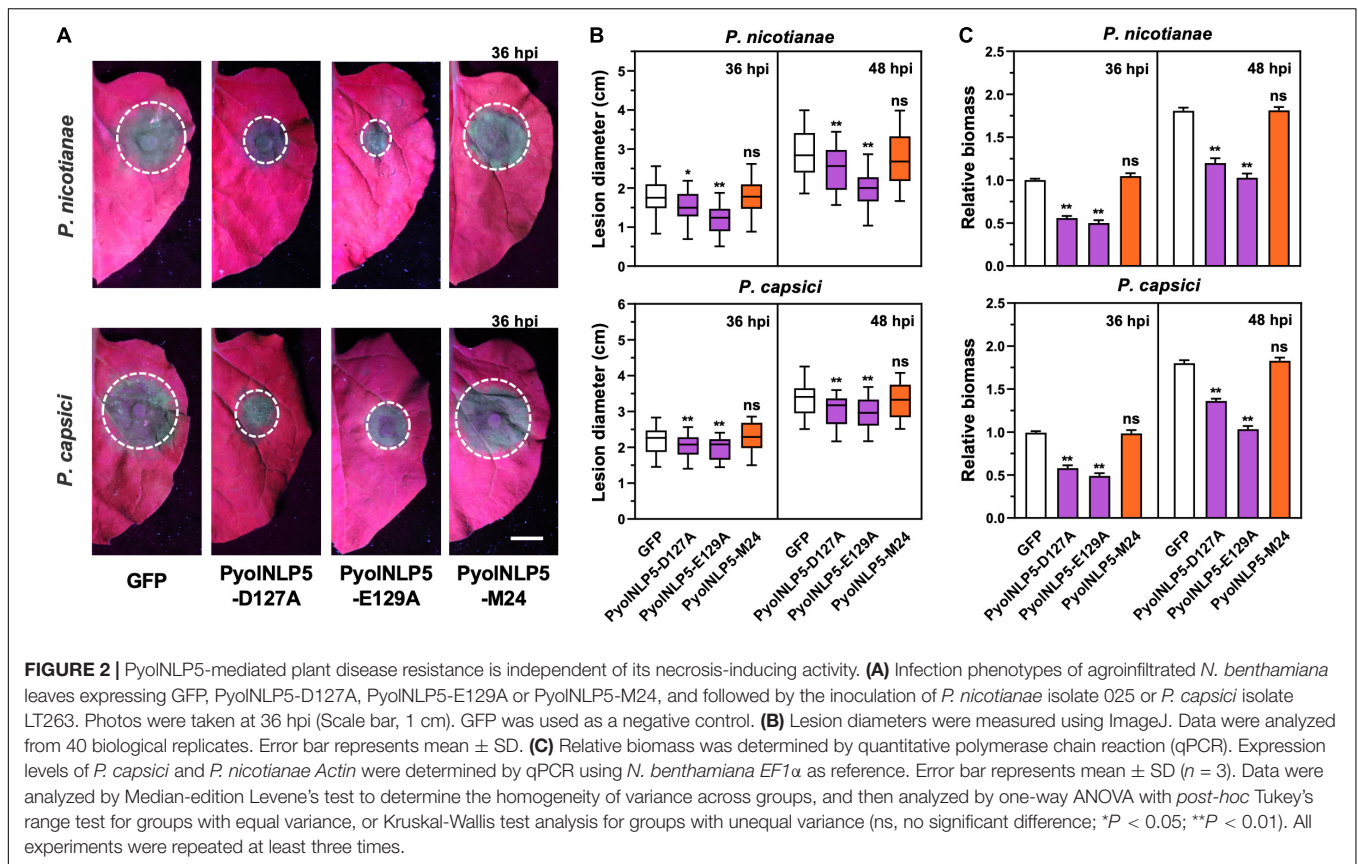 A
36 hpi
P. nicotianae
36 hpi
P. capsici
GFP
PyolNLP5
-D127A
PyolNLP5
-E129A
PyolNLP5
-M24
B
P. nicotianae
6
5
4
3
2
1
0
Lesion diameter (cm)
36 hpi
48 hpi
*
**
ns
**
**
ns
P. capsici
6
5
4
3
2
1
0
Lesion diameter (cm)
36 hpi
48 hpi
**
**
ns
**
**
ns
GFP
PyolNLP5-D127A
PyolNLP5-E129A
PyolNLP5-M24
GFP
PyolNLP5-D127A
PyolNLP5-E129A
PyolNLP5-M24
C
P. nicotianae
2.5
2.0
1.5
1.0
0.5
0.0
Relative biomass
36 hpi
48 hpi
**
**
ns
**
**
ns
P. capsici
2.5
2.0
1.5
1.0
0.5
0.0
Relative biomass
36 hpi
48 hpi
**
**
ns
**
**
ns
GFP
PyolNLP5-D127A
PyolNLP5-E129A
PyolNLP5-M24
GFP
PyolNLP5-D127A
PyolNLP5-E129A
PyolNLP5-M24
FIGURE 2 | PyolNLP5-mediated plant disease resistance is independent of its necrosis-inducing activity. (A) Infection phenotypes of agroinfiltrated N. benthamiana
leaves expressing GFP, PyolNLP5-D127A, PyolNLP5-E129A or PyolNLP5-M24, and followed by the inoculation of P. nicotianae isolate 025 or P. capsici isolate
LT263. Photos were taken at 36 hpi (Scale bar, 1 cm). GFP was used as a negative control. (B) Lesion diameters were measured using ImageJ. Data were analyzed
from 40 biological replicates. Error bar represents mean ± SD. (C) Relative biomass was determined by quantitative polymerase chain reaction (qPCR). Expression
levels of P. capsici and P. nicotianae Actin were determined by qPCR using N. benthamiana EF1α as reference. Error bar represents mean ± SD (n = 3). Data were
analyzed by Median-edition Levene's test to determine the homogeneity of variance across groups, and then analyzed by one-way ANOVA with post-hoc Tukey's
range test for groups with equal variance, or Kruskal-Wallis test analysis for groups with unequal variance (ns, no significant difference; *P < 0.05; **P < 0.01). All
experiments were repeated at least three times.